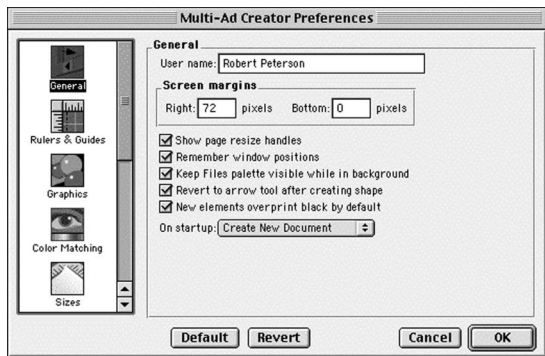 Multi-Ad Creator Preferences
General
Rulers & Guides
Graphics
Color Matching
Sizes
General
User name: Robert Peterson
Screen margins
Right: 72 pixels Bottom: 0 pixels
Show page resize handles
Remember window positions
Keep Files palette visible while in background
Revert to arrow tool after creating shape
New elements overprint black by default
On startup: Create New Document
Default Revert Cancel OK